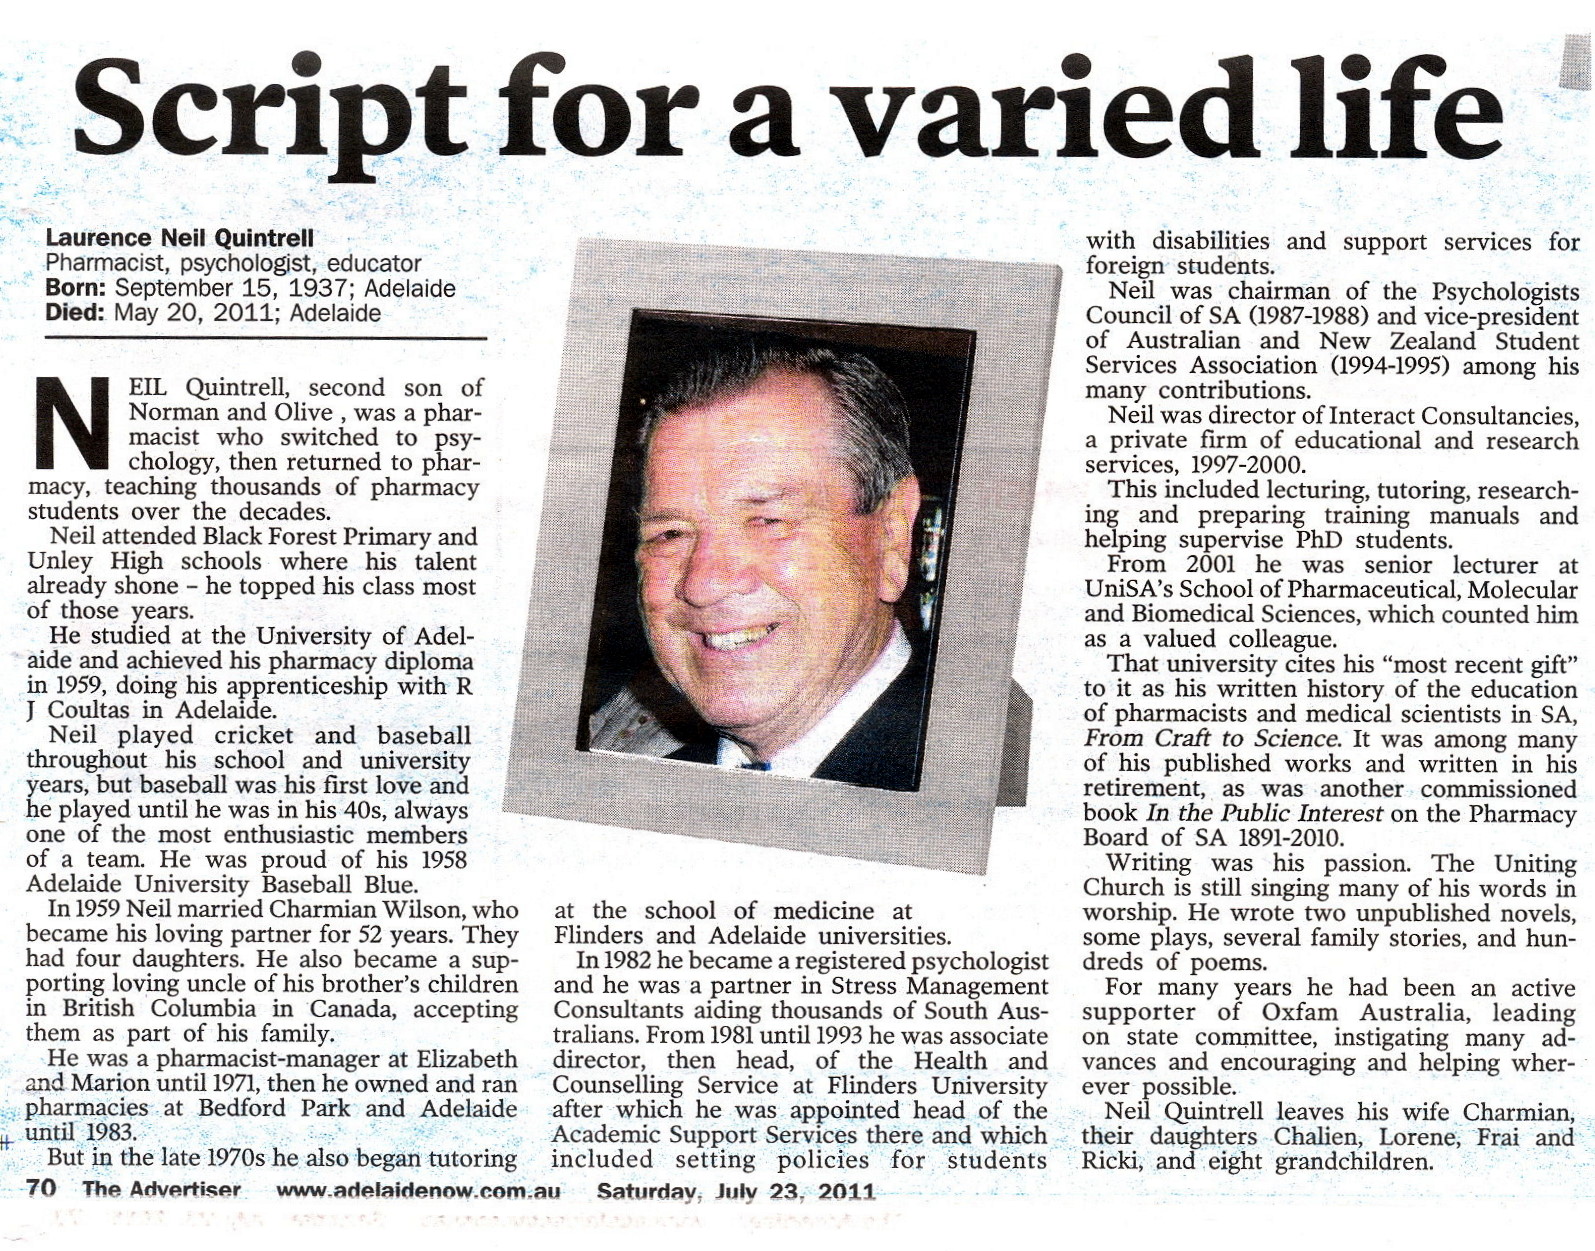 Script for a varied life
Laurence Neil Quintrell
Pharmacist, psychologist, educator
Born: September 15, 1937; Adelaide
Died: May 20, 2011; Adelaide
NEIL Quintrell, second son of
Norman and Olive , was a phar-
macist who switched to psy-
chology, then returned to phar-
macy, teaching thousands of pharmacy
students over the decades.
Neil attended Black Forest Primary and
Unley High schools where his talent
already shone – he topped his class most
of those years.
He studied at the University of Adel-
aide and achieved his pharmacy diploma
in 1959, doing his apprenticeship with R
J Coultas in Adelaide.
Neil played cricket and baseball
throughout his school and university
years, but baseball was his first love and
he played until he was in his 40s, always
one of the most enthusiastic members
of a team. He was proud of his 1958
Adelaide University Baseball Blue.
In 1959 Neil married Charmian Wilson, who
became his loving partner for 52 years. They
had four daughters. He also became a sup-
porting loving uncle of his brother's children
in British Columbia in Canada, accepting
them as part of his family.
He was a pharmacist-manager at Elizabeth
and Marion until 1971, then he owned and ran
pharmacies at Bedford Park and Adelaide
until 1983.
But in the late 1970s he also began tutoring
at the school of medicine at
Flinders and Adelaide universities.
In 1982 he became a registered psychologist
and he was a partner in Stress Management
Consultants aiding thousands of South Aus-
tralians. From 1981 until 1993 he was associate
director, then head, of the Health and
Counselling Service at Flinders University
after which he was appointed head of the
Academic Support Services there and which
included setting policies for students
with disabilities and support services for
foreign students.
Neil was chairman of the Psychologists
Council of SA (1987-1988) and vice-president
of Australian and New Zealand Student
Services Association (1994-1995) among his
many contributions.
Neil was director of Interact Consultancies,
a private firm of educational and research
services, 1997-2000.
This included lecturing, tutoring, research-
ing and preparing training manuals and
helping supervise PhD students.
From 2001 he was senior lecturer at
UniSA's School of Pharmaceutical, Molecular
and Biomedical Sciences, which counted him
as a valued colleague.
That university cites his "most recent gift"
to it as his written history of the education
of pharmacists and medical scientists in SA,
From Craft to Science. It was among many
of his published works and written in his
retirement, as was another commissioned
book In the Public Interest on the Pharmacy
Board of SA 1891-2010.
Writing was his passion. The Uniting
Church is still singing many of his words in
worship. He wrote two unpublished novels,
some plays, several family stories, and hun-
dreds of poems.
For many years he had been an active
supporter of Oxfam Australia, leading
on state committee, instigating many ad-
vances and encouraging and helping wher-
ever possible.
Neil Quintrell leaves his wife Charmian,
their daughters Chalien, Lorene, Frai and
Ricki, and eight grandchildren.
70 The Advertiser www.adelaidenow.com.au Saturday, July 23, 2011